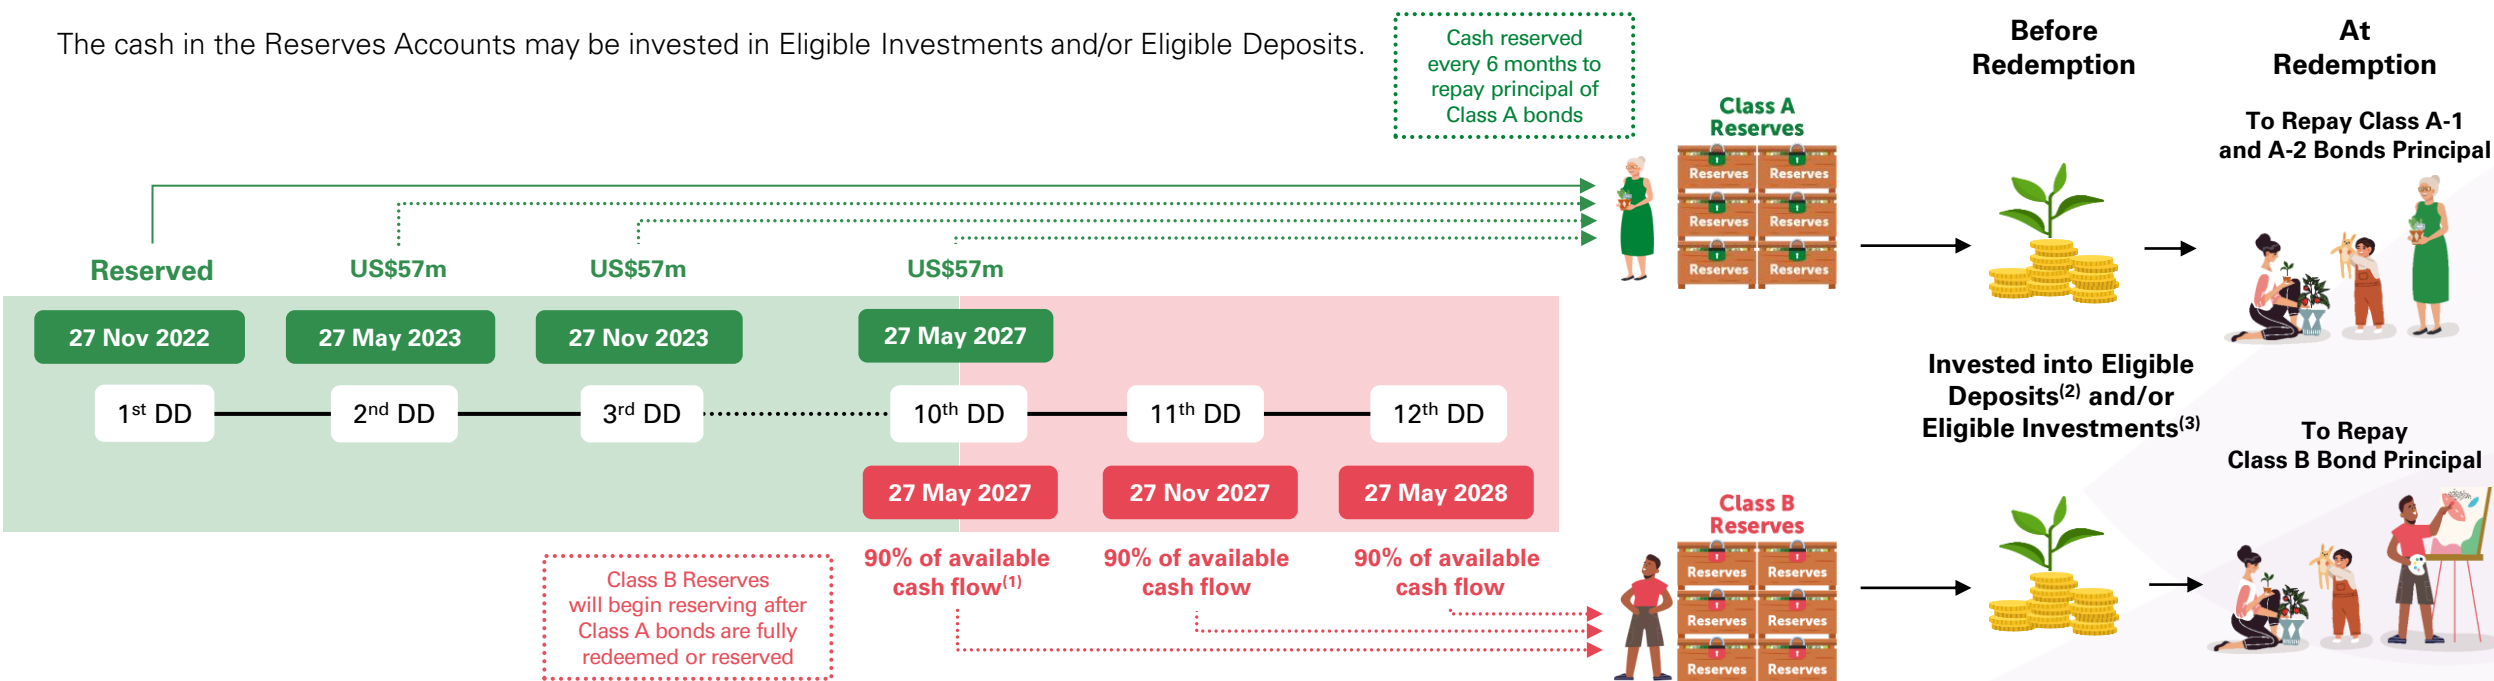 The cash in the Reserves Accounts may be invested in Eligible Investments and/or Eligible Deposits.
Cash reserved
every 6 months to
repay principal of
Class A bonds
Before
Redemption
At
Redemption
Class A
Reserves
To Repay Class A-1
and A-2 Bonds Principal
Reserves Reserves
Reserves Reserves
Reserves Reserves
Reserved
US$57m
US$57m
US$57m
27 Nov 2022
27 May 2023
27 Nov 2023
27 May 2027
1st DD
2nd DD
3rd DD
10th DD
11th DD
12th DD
27 May 2027
27 Nov 2027
27 May 2028
Invested into Eligible
Deposits(2) and/or
Eligible Investments(3)
To Repay
Class B Bond Principal
Class B Reserves
will begin reserving after
Class A bonds are fully
redeemed or reserved
90% of available
cash flow(1)
90% of available
cash flow
90% of available
cash flow
Class B
Reserves
Reserves Reserves
Reserves Reserves
Reserves Reserves